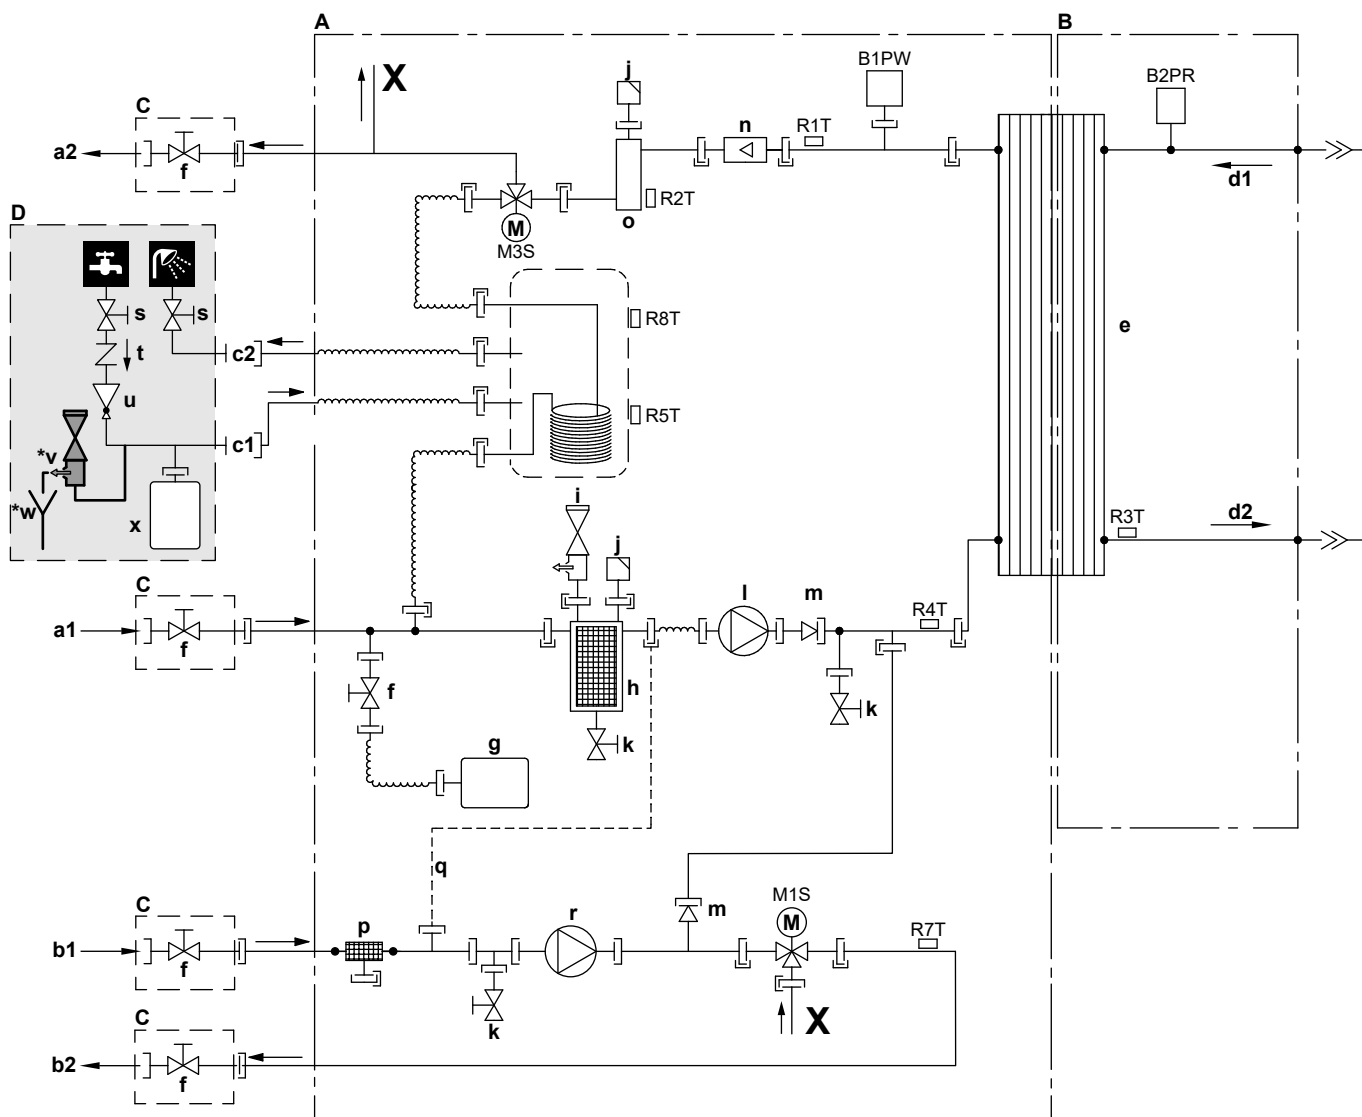 A
B
X
j
B1PW
B2PR
C
n
R1T
a2
f
d1
R2T
o
D
M
M3S
s
s
R8T
c2
t
e
u
R5T
c1
*v
*w
x
i
j
R3T
d2
C
l
m
R4T
a1
f
h
f
k
k
g
q
M1S
C
p
r
m
M
R7T
b1
f
k
X
C
b2
f